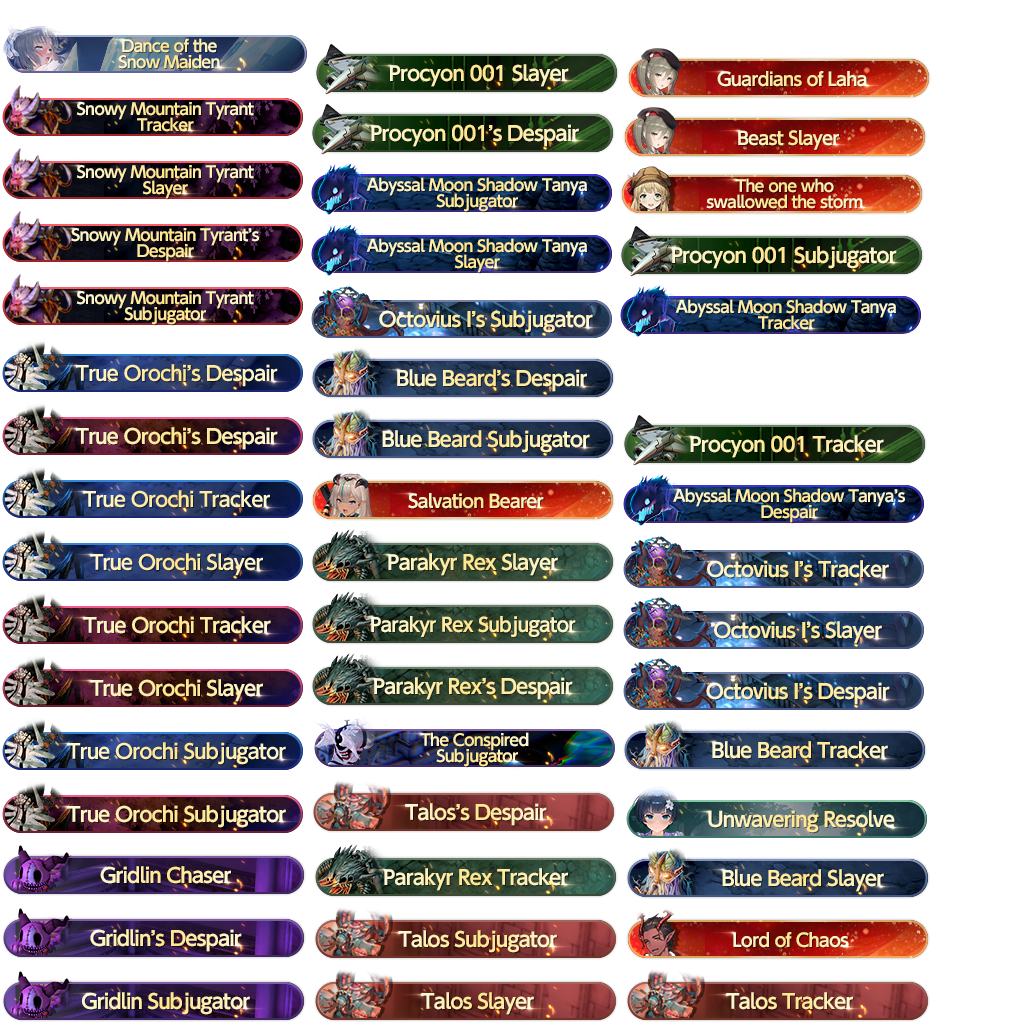 Dance of the
Snow Maiden
Snowy Mountain Tyrant
Tracker
Snowy Mountain Tyrant
Slayer
Snowy Mountain Tyrant's
Despair
Snowy Mountain Tyrant
Subjugator
True Orochi's Despair
True Orochi's Despair
True Orochi Tracker
True Orochi Slayer
True Orochi Tracker
True Orochi Slayer
True Orochi Subjugator
True Orochi Subjugator
Gridlin Chaser
Gridlin's Despair
Gridlin Subjugator
Procyon 001 Slayer
Procyon 001's Despair
Abyssal Moon Shadow Tanya
Subjugator
Abyssal Moon Shadow Tanya
Slayer
Octovius I's Subjugator
Blue Beard's Despair
Blue Beard Subjugator
Salvation Bearer
Parakyr Rex Slayer
Parakyr Rex Subjugator
Parakyr Rex's Despair
The Conspired
Subjugator
Talos's Despair
Parakyr Rex Tracker
Talos Subjugator
Talos Slayer
Guardians of Laha
Beast Slayer
The one who
swallowed the storm
Procyon 001 Subjugator
Abyssal Moon Shadow Tanya
Tracker
Procyon 001 Tracker
Abyssal Moon Shadow Tanya's
Despair
Octovius I's Tracker
Octovius I's Slayer
Octovius I's Despair
Blue Beard Tracker
Unwavering Resolve
Blue Beard Slayer
Lord of Chaos
Talos Tracker